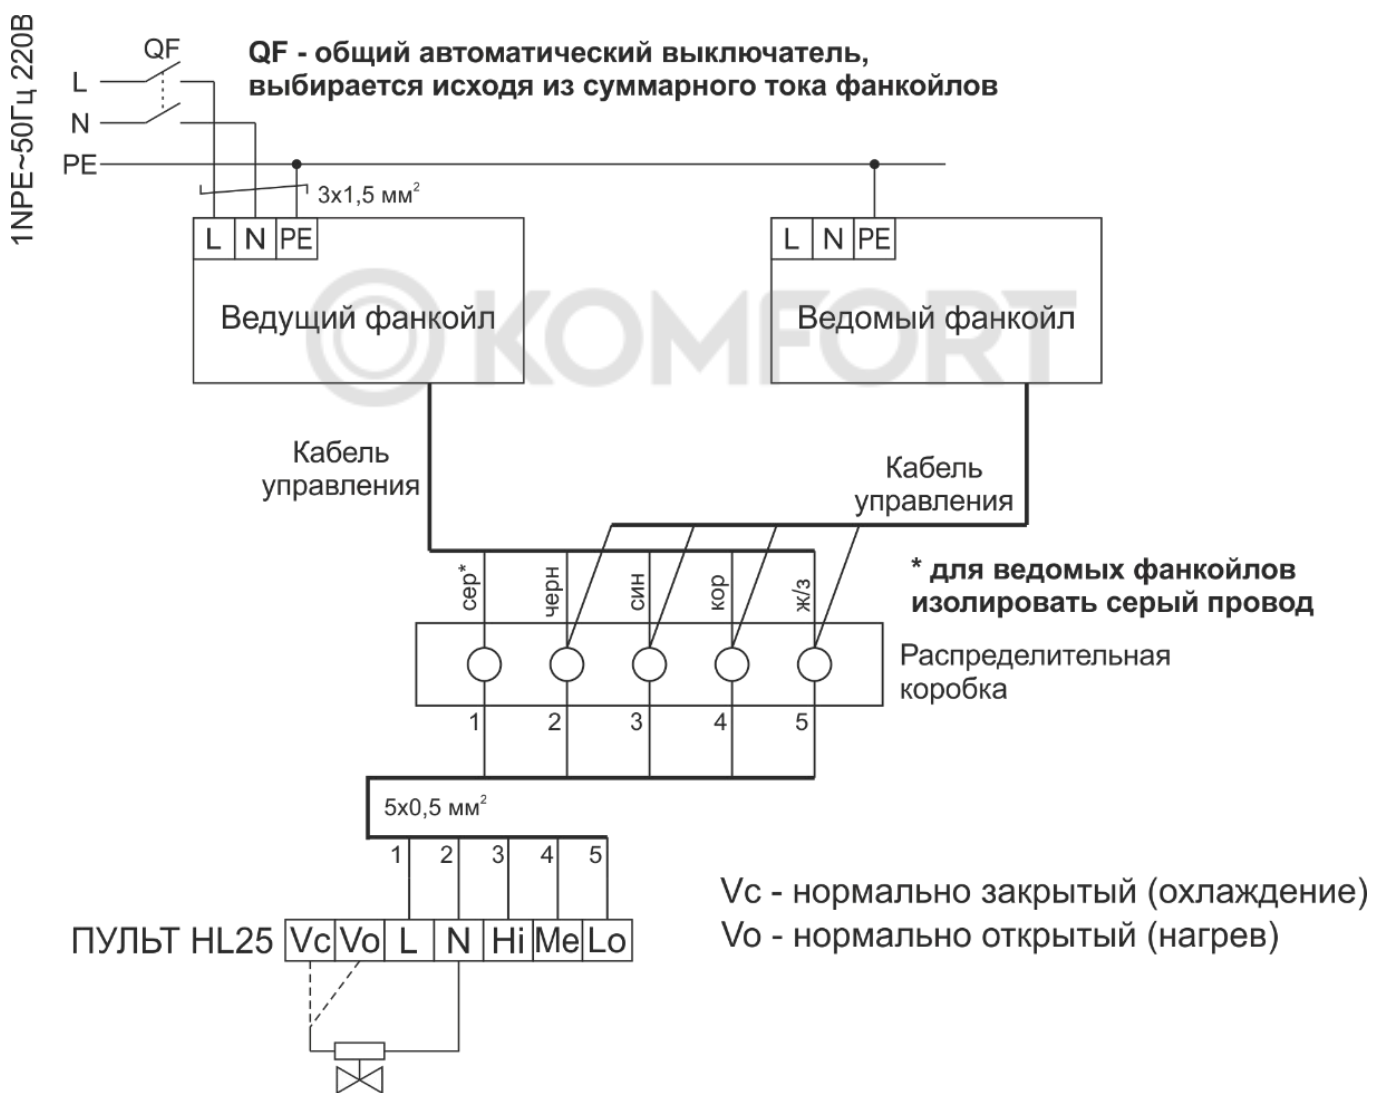 1NPE~50Гц 220В
QF
QF - общий автоматический выключатель,
выбирается исходя из суммарного тока фанкойлов
L
N
PE
3x1,5 мм²
L N PE
L N PE
Ведущий фанкойл
Ведомый фанкойл
KOMFORT
Кабель
управления
Кабель
управления
сер*
черн
син
кор
ж/з
* для ведомых фанкойлов
изолировать серый провод
Распределительная
коробка
1 2 3 4 5
5x0,5 мм²
1 2 3 4 5
ПУЛЬТ HL25 Vc Vo L N Hi Me Lo
Vc - нормально закрытый (охлаждение)
Vo - нормально открытый (нагрев)